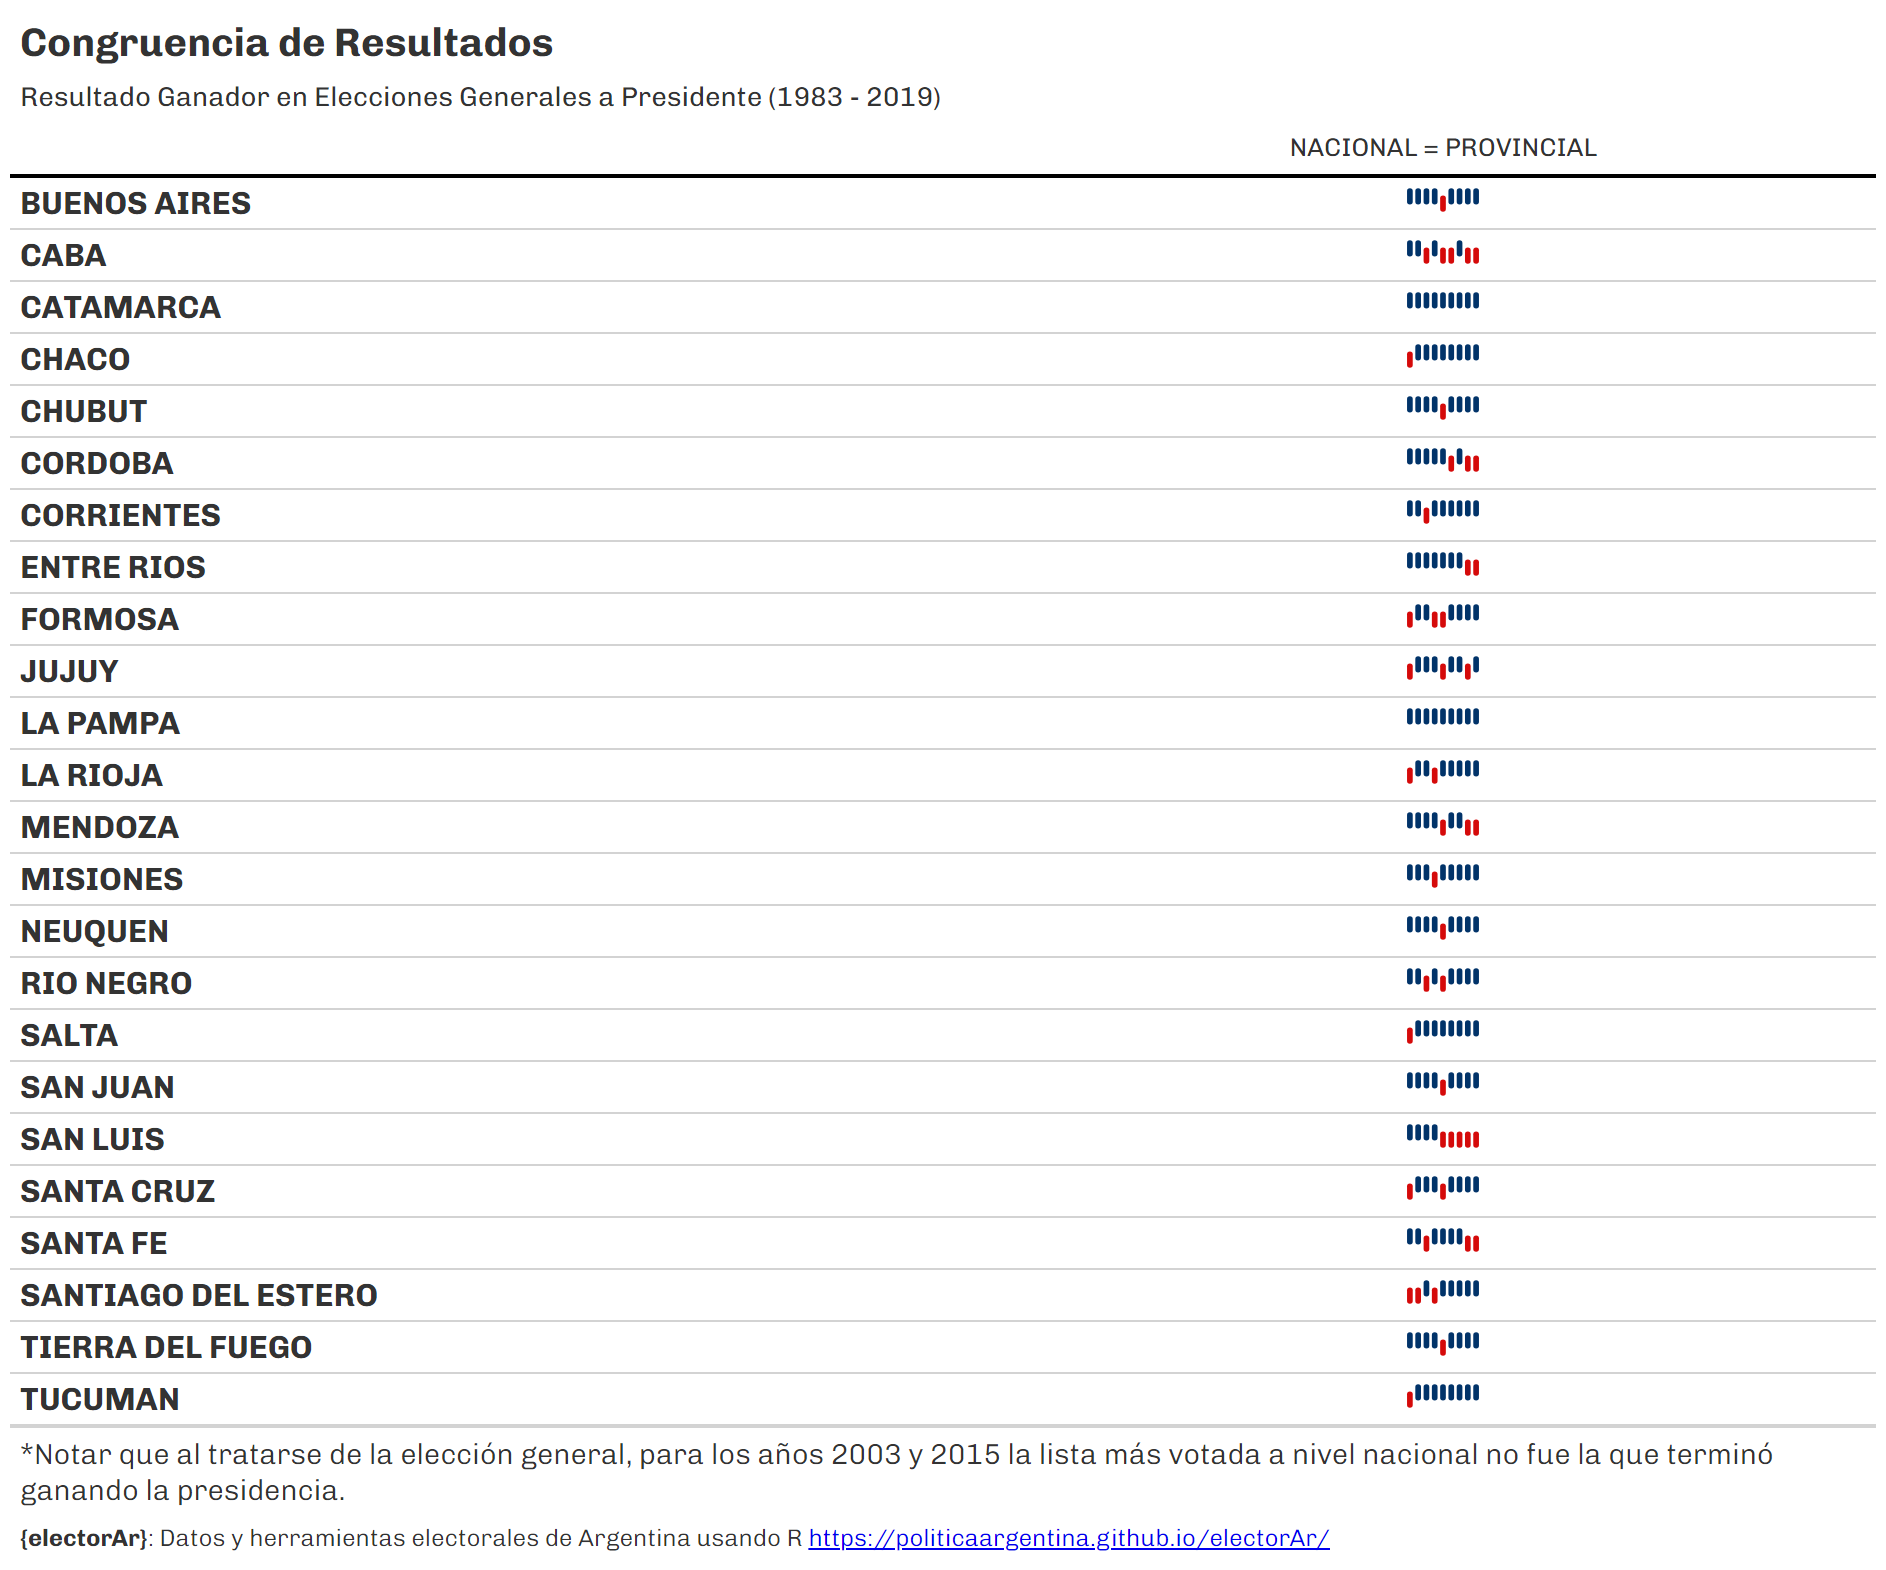 Congruencia de Resultados
Resultado Ganador en Elecciones Generales a Presidente (1983 - 2019)
NACIONAL = PROVINCIAL
BUENOS AIRES
CABA
CATAMARCA
CHACO
CHUBUT
CORDOBA
CORRIENTES
ENTRE RIOS
FORMOSA
JUJUY
LA PAMPA
LA RIOJA
MENDOZA
MISIONES
NEUQUEN
RIO NEGRO
SALTA
SAN JUAN
SAN LUIS
SANTA CRUZ
SANTA FE
SANTIAGO DEL ESTERO
TIERRA DEL FUEGO
TUCUMAN
*Notar que al tratarse de la elección general, para los años 2003 y 2015 la lista más votada a nivel nacional no fue la que terminó
ganando la presidencia.
{electorAr}: Datos y herramientas electorales de Argentina usando R https://politicaargentina.github.io/electorAr/